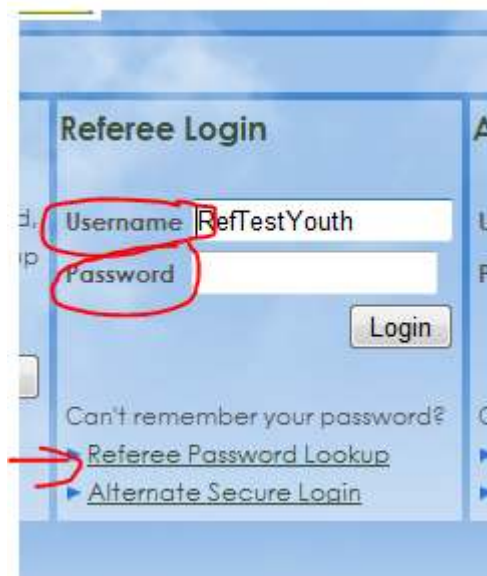 Referee Login
Username RefTestYouth
Password
Login
Can't remember your password?
Referee Password Lookup
Alternate Secure Login